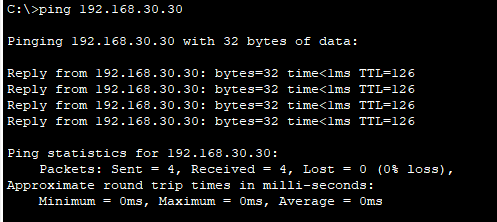 C:\>ping 192.168.30.30
Pinging 192.168.30.30 with 32 bytes of data:
Reply from 192.168.30.30: bytes=32 time<1ms TTL=126
Reply from 192.168.30.30: bytes=32 time<1ms TTL=126
Reply from 192.168.30.30: bytes=32 time<1ms TTL=126
Reply from 192.168.30.30: bytes=32 time<1ms TTL=126
Ping statistics for 192.168.30.30:
    Packets: Sent = 4, Received = 4, Lost = 0 (0% loss),
Approximate round trip times in milli-seconds:
    Minimum = 0ms, Maximum = 0ms, Average = 0ms